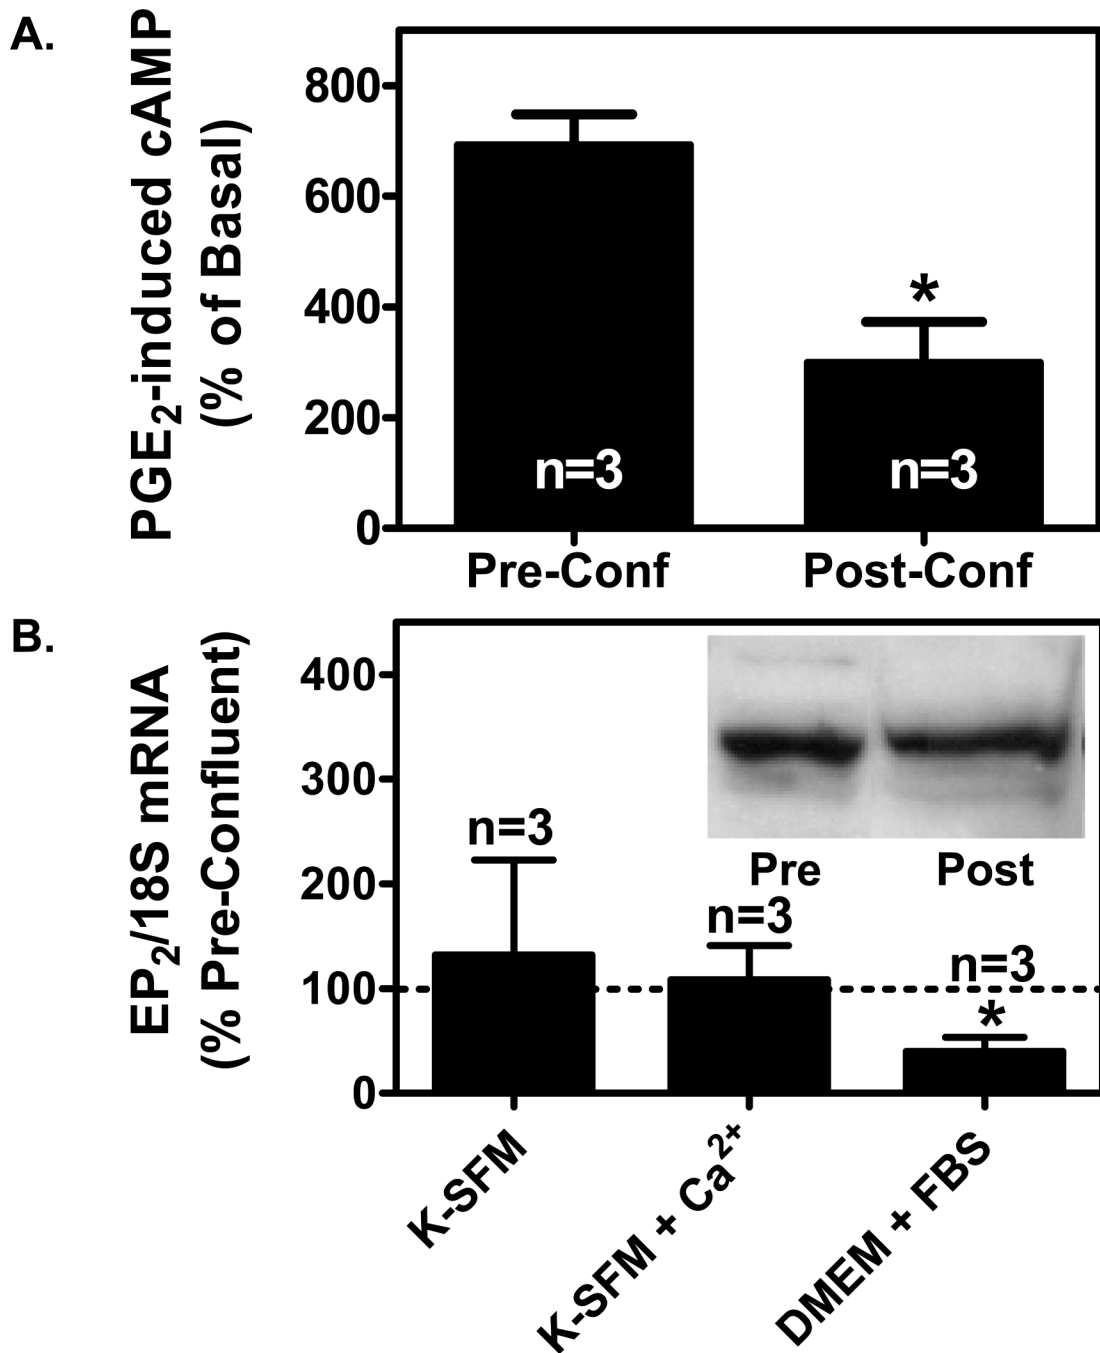 A.
PGE₂-induced cAMP
(% of Basal)
800
600
400
200
0
*
n=3
n=3
Pre-Conf
Post-Conf
B.
EP₂/18S mRNA
(% Pre-Confluent)
400
300
200
100
0
Pre
Post
n=3
n=3
n=3
*
K-SFM
K-SFM + Ca²⁺
DMEM + FBS